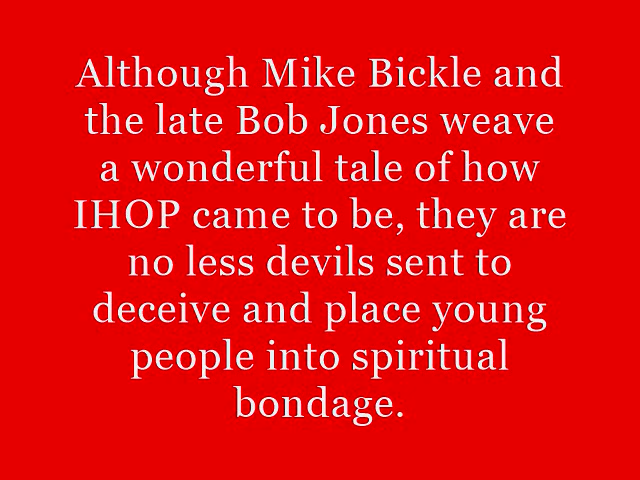 Although Mike Bickle and
the late Bob Jones weave
a wonderful tale of how
IHOP came to be, they are
no less devils sent to
deceive and place young
people into spiritual
bondage.